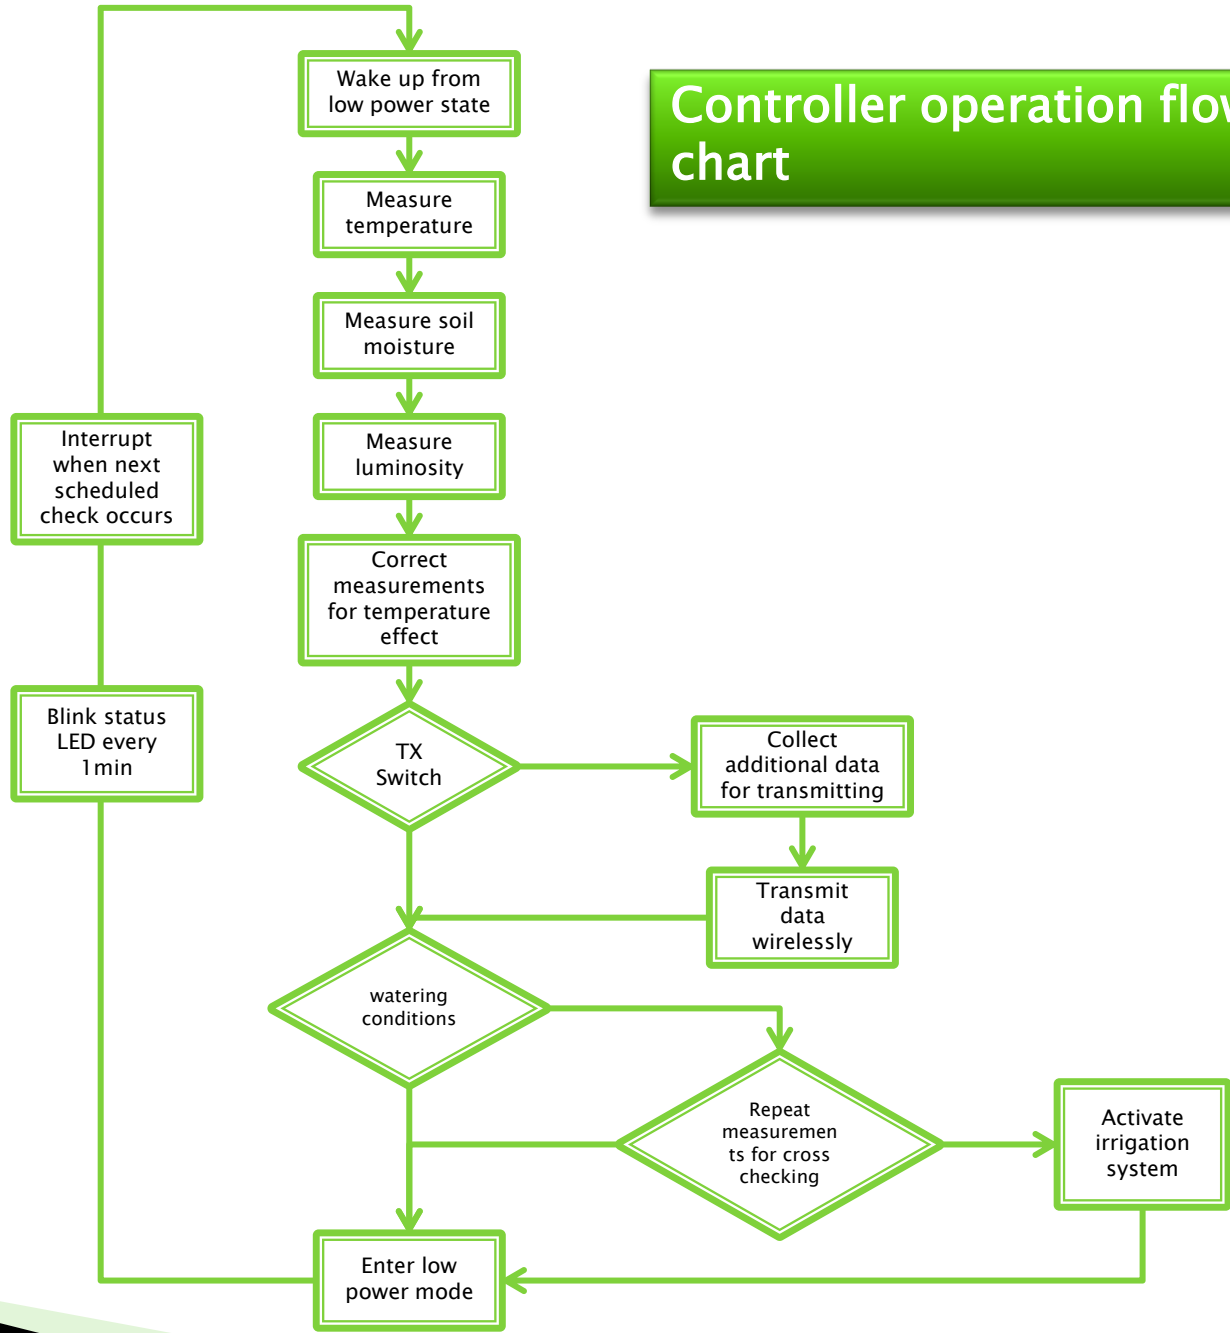 Controller operation flow
chart
Wake up from
low power state
Measure
temperature
Measure soil
moisture
Measure
luminosity
Correct
measurements
for temperature
effect
TX
Switch
Collect
additional data
for transmitting
Transmit
data
wirelessly
watering
conditions
Repeat
measuremen
ts for cross
checking
Activate
irrigation
system
Enter low
power mode
Blink status
LED every
1min
Interrupt
when next
scheduled
check occurs